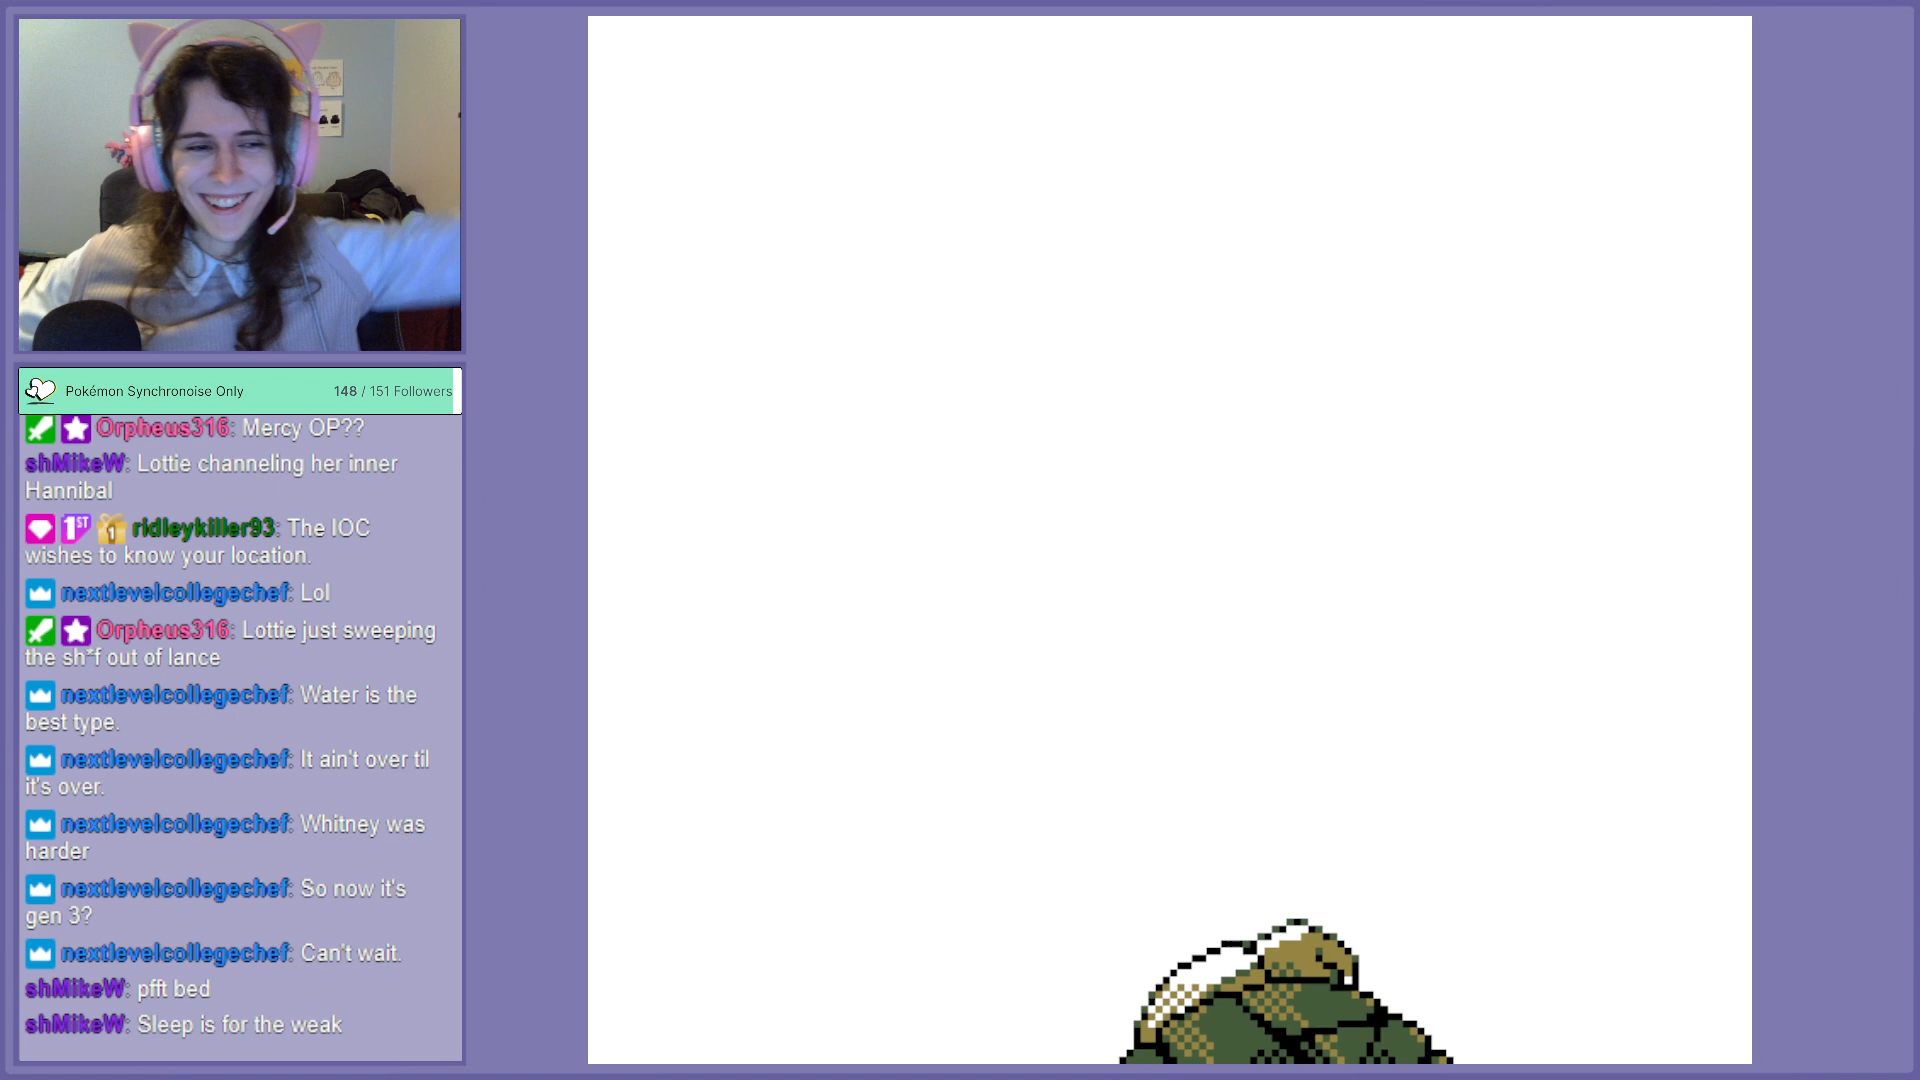 Pokémon Synchronoise Only 148 / 151 Followers
Orpheus316: Mercy OP??
shMikeW: Lottie channeling her inner
Hannibal
1ST 1 ridleykiller93: The IOC
wishes to know your location.
nextlevelcollegechef: Lol
Orpheus316: Lottie just sweeping
the sh*f out of lance
nextlevelcollegechef: Water is the
best type.
nextlevelcollegechef: It ain't over til
it's over.
nextlevelcollegechef: Whitney was
harder
nextlevelcollegechef: So now it's
gen 3?
nextlevelcollegechef: Can't wait.
shMikeW: pfft bed
shMikeW: Sleep is for the weak